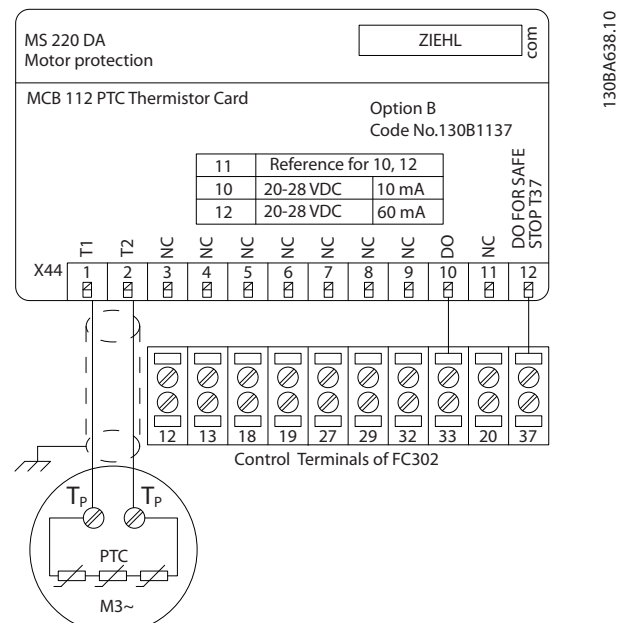 MS 220 DA
Motor protection
ZIEHL
com
130BA638.10
MCB 112 PTC Thermistor Card
Option B
Code No.130B1137
11 Reference for 10, 12
10 20-28 VDC 10 mA
12 20-28 VDC 60 mA
T1 T2 NC NC NC NC NC NC NC DO NC DO FOR SAFE
STOP T37
X44 1 2 3 4 5 6 7 8 9 10 11 12
12 13 18 19 27 29 32 33 20 37
Control Terminals of FC302
TP TP
PTC
M3~